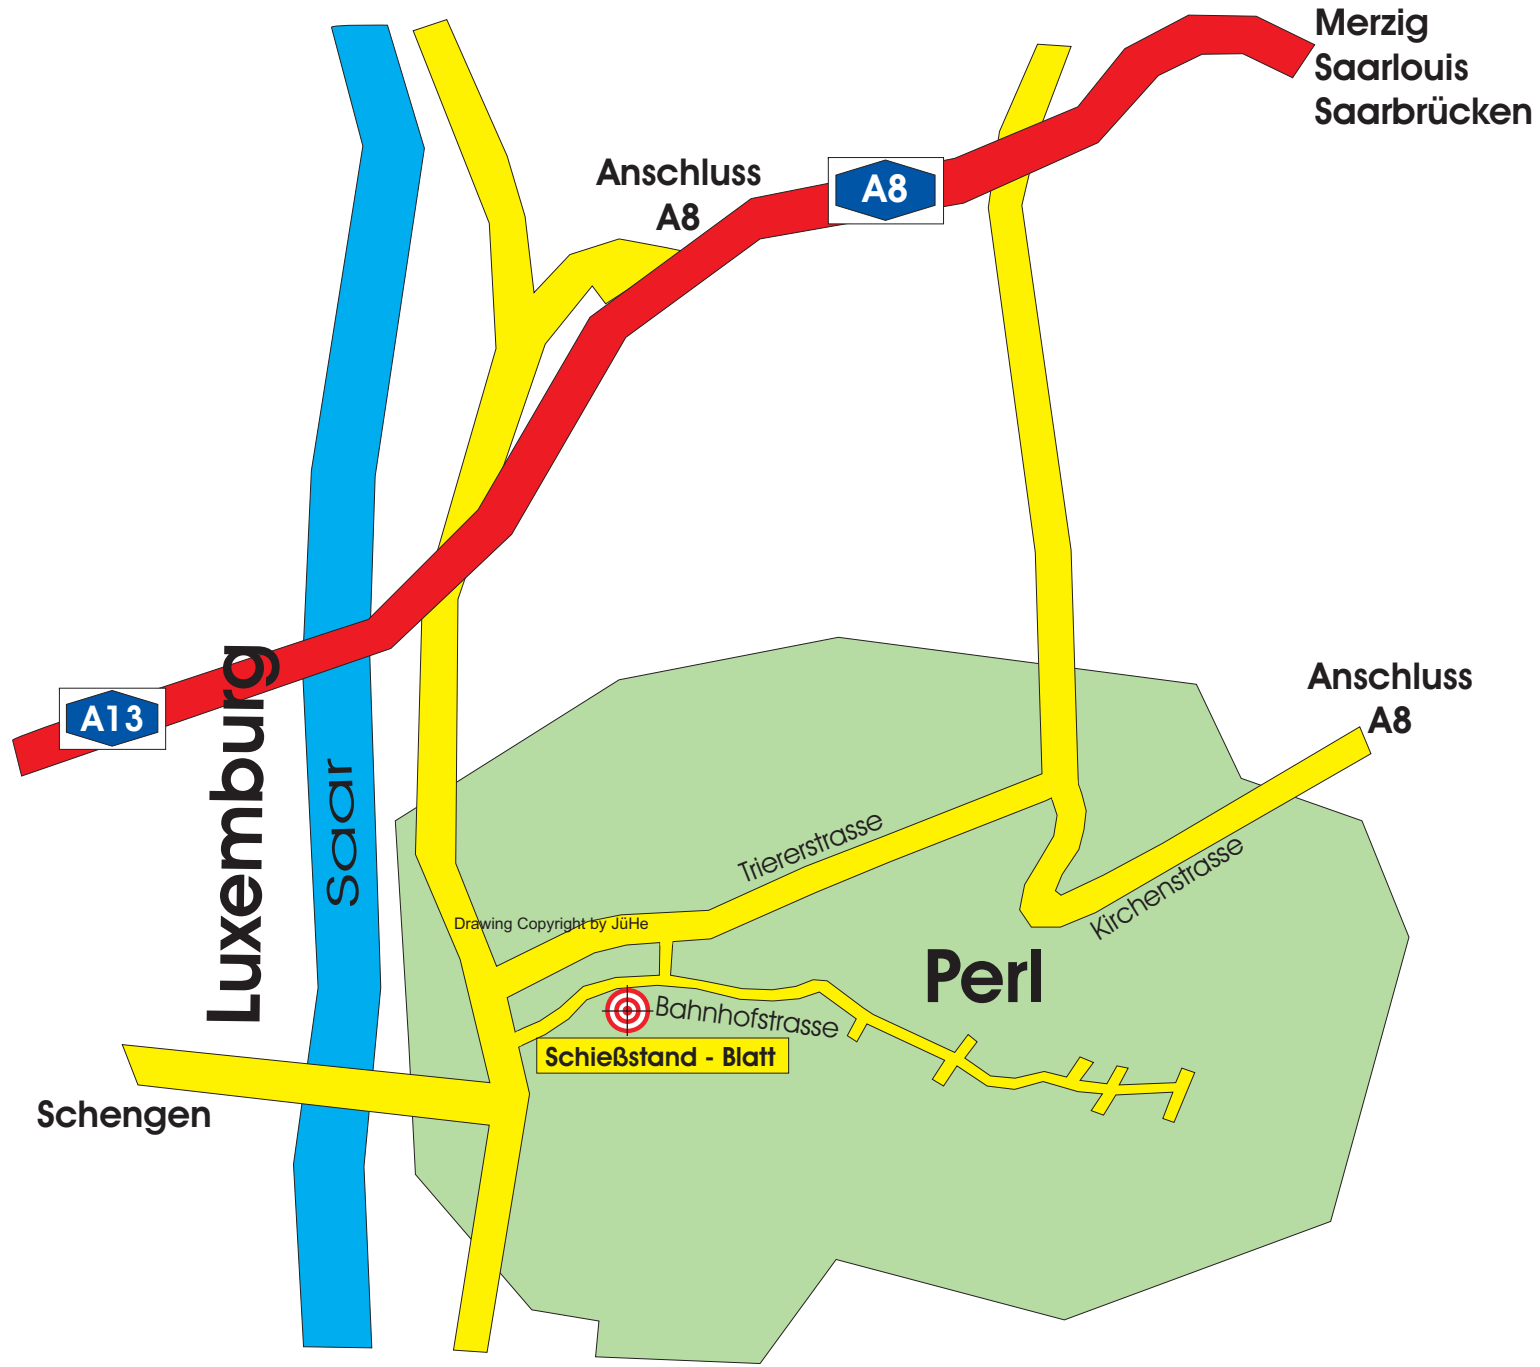 Merzig
Saarlouis
Saarbrücken
Anschluss
A8
A8
Anschluss
A8
A13
Luxemburg
Saar
Triererstrasse
Kirchenstrasse
Drawing Copyright by JüHe
Perl
Bahnhofstrasse
Schießstand - Blatt
Schengen